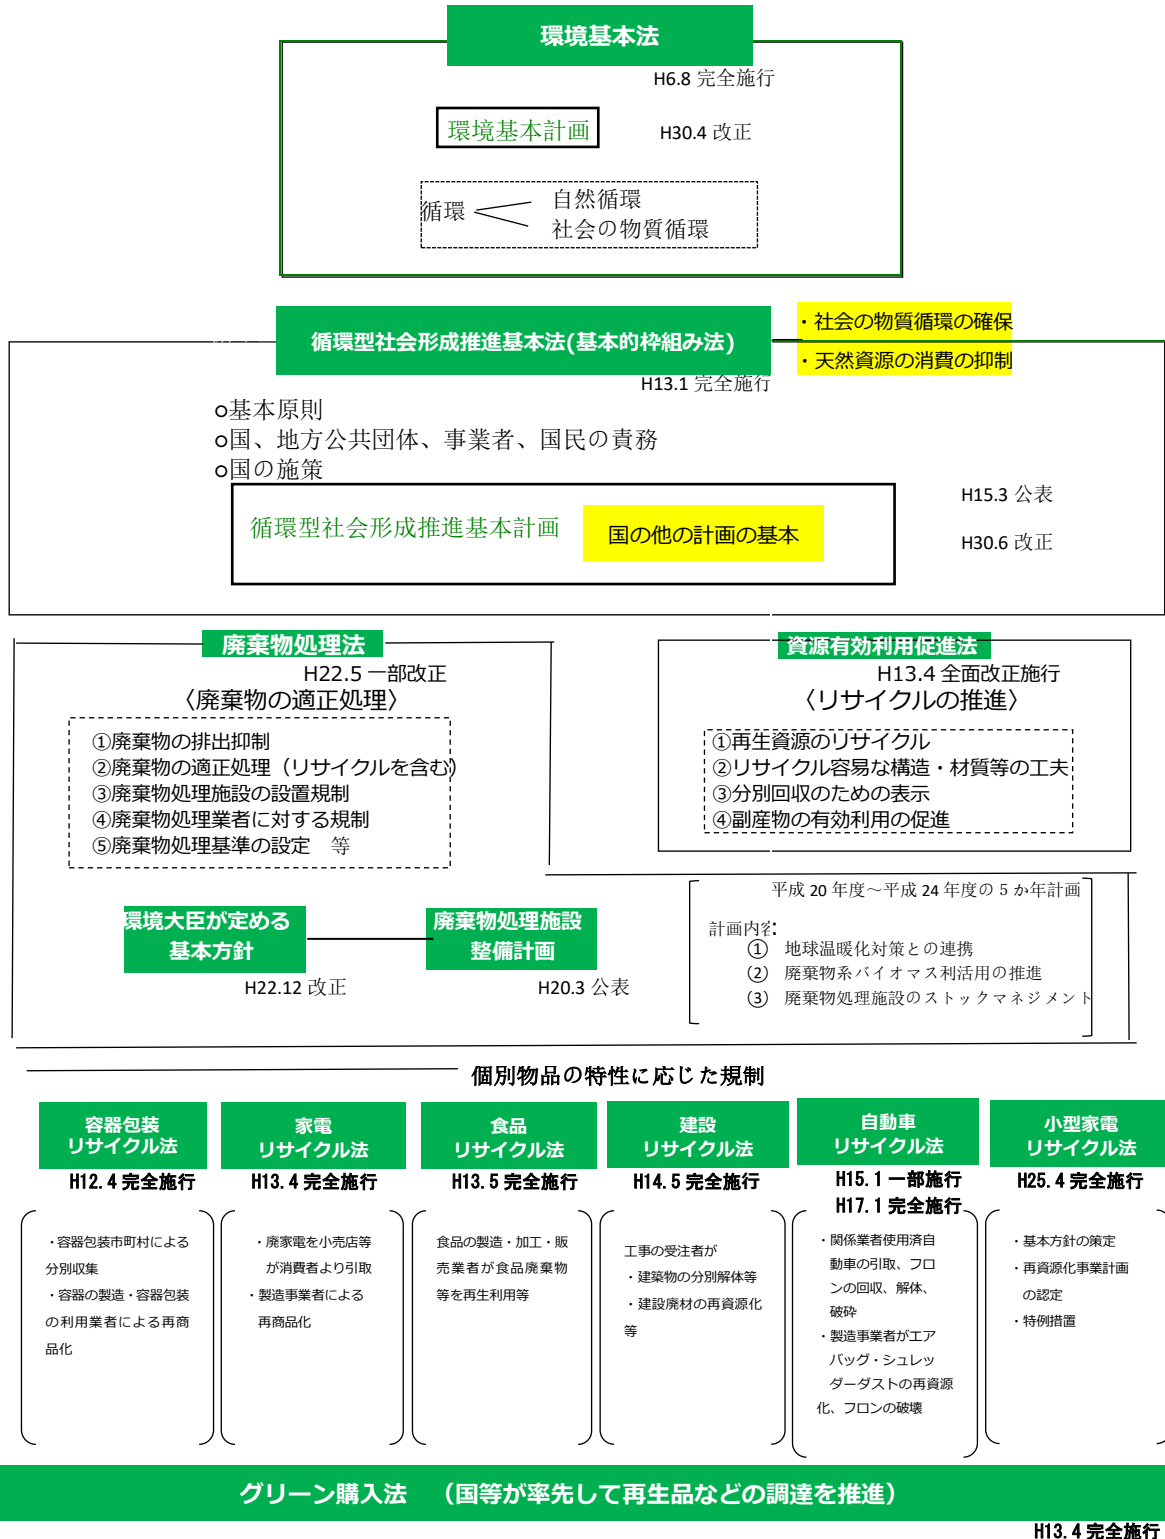 環境基本法
H6.8 完全施行
環境基本計画
H30.4 改正
循環
自然循環
社会の物質循環
循環型社会形成推進基本法(基本的枠組み法)
・社会の物質循環の確保
・天然資源の消費の抑制
H13.1 完全施行
○基本原則
○国、地方公共団体、事業者、国民の責務
○国の施策
循環型社会形成推進基本計画
国の他の計画の基本
H15.3 公表
H30.6 改正
廃棄物処理法
H22.5 一部改正
〈廃棄物の適正処理〉
①廃棄物の排出抑制
②廃棄物の適正処理（リサイクルを含む）
③廃棄物処理施設の設置規制
④廃棄物処理業者に対する規制
⑤廃棄物処理基準の設定　等
資源有効利用促進法
H13.4 全面改正施行
〈リサイクルの推進〉
①再生資源のリサイクル
②リサイクル容易な構造・材質等の工夫
③分別回収のための表示
④副産物の有効利用の促進
環境大臣が定める
基本方針
H22.12 改正
廃棄物処理施設
整備計画
H20.3 公表
平成 20 年度～平成 24 年度の５か年計画
計画内容：
① 地球温暖化対策との連携
② 廃棄物系バイオマス利活用の推進
③ 廃棄物処理施設のストックマネジメント
個別物品の特性に応じた規制
容器包装
リサイクル法
H12.4 完全施行
・容器包装市町村による
分別収集
・容器の製造・容器包装
の利用業者による再商
品化
家電
リサイクル法
H13.4 完全施行
・廃家電を小売店等
が消費者より引取
・製造事業者による
再商品化
食品
リサイクル法
H13.5 完全施行
食品の製造・加工・販
売業者が食品廃棄物
等を再生利用等
建設
リサイクル法
H14.5 完全施行
工事の受注者が
・建築物の分別解体等
・建設廃材の再資源化
等
自動車
リサイクル法
H15.1 一部施行
H17.1 完全施行
・関係業者使用済自
動車の引取、フロ
ンの回収、解体、
破砕
・製造事業者がエア
バッグ・シュレッ
ダーダストの再資源
化、フロンの破壊
小型家電
リサイクル法
H25.4 完全施行
・基本方針の策定
・再資源化事業計画
の認定
・特例措置
グリーン購入法　（国等が率先して再生品などの調達を推進）
H13.4 完全施行